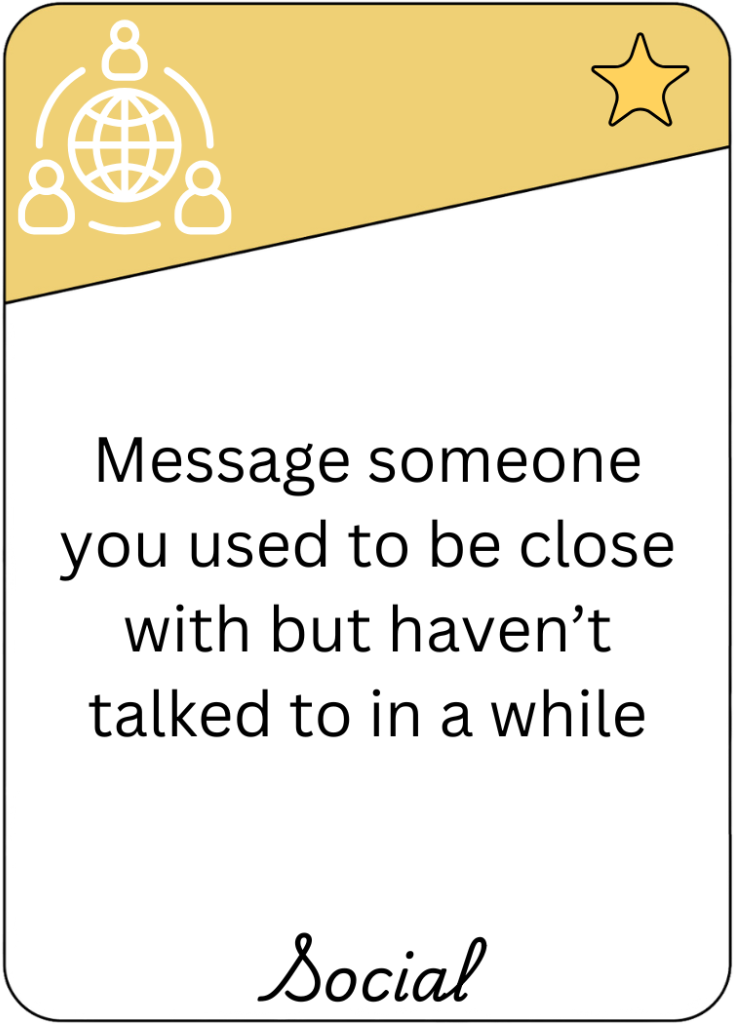 Message someone
you used to be close
with but haven’t
talked to in a while
Social